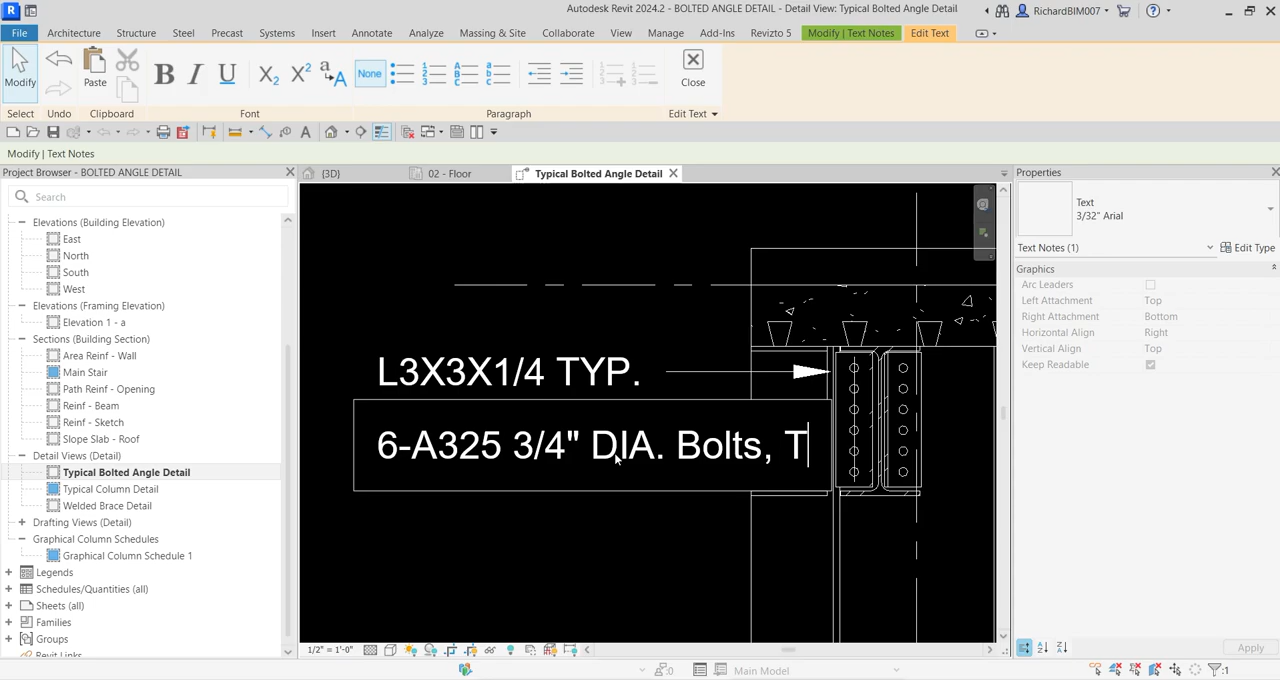 Autodesk Revit 2024.2 - BOLTED ANGLE DETAIL - Detail View: Typical Bolted Angle Detail
RichardBIM007
File Architecture Structure Steel Precast Systems Insert Annotate Analyze Massing & Site Collaborate View Manage Add-Ins Revizto 5 Modify | Text Notes Edit Text
Modify Paste None Close
Select Undo Clipboard Font Paragraph Edit Text
Modify | Text Notes
Project Browser - BOLTED ANGLE DETAIL
Search
Elevations (Building Elevation)
East
North
South
West
Elevations (Framing Elevation)
Elevation 1 - a
Sections (Building Section)
Area Reinf - Wall
Main Stair
Path Reinf - Opening
Reinf - Beam
Reinf - Sketch
Slope Slab - Roof
Detail Views (Detail)
Typical Bolted Angle Detail
Typical Column Detail
Welded Brace Detail
Drafting Views (Detail)
Graphical Column Schedules
Graphical Column Schedule 1
Legends
Schedules/Quantities (all)
Sheets (all)
Families
Groups
Revit Links
{3D} 02 - Floor Typical Bolted Angle Detail
L3X3X1/4 TYP.
6-A325 3/4" DIA. Bolts, T
1/2" = 1'-0"
Properties
Text
3/32" Arial
Text Notes (1) Edit Type
Graphics
Arc Leaders
Left Attachment Top
Right Attachment Bottom
Horizontal Align Right
Vertical Align Top
Keep Readable
Apply
:0 Main Model :1